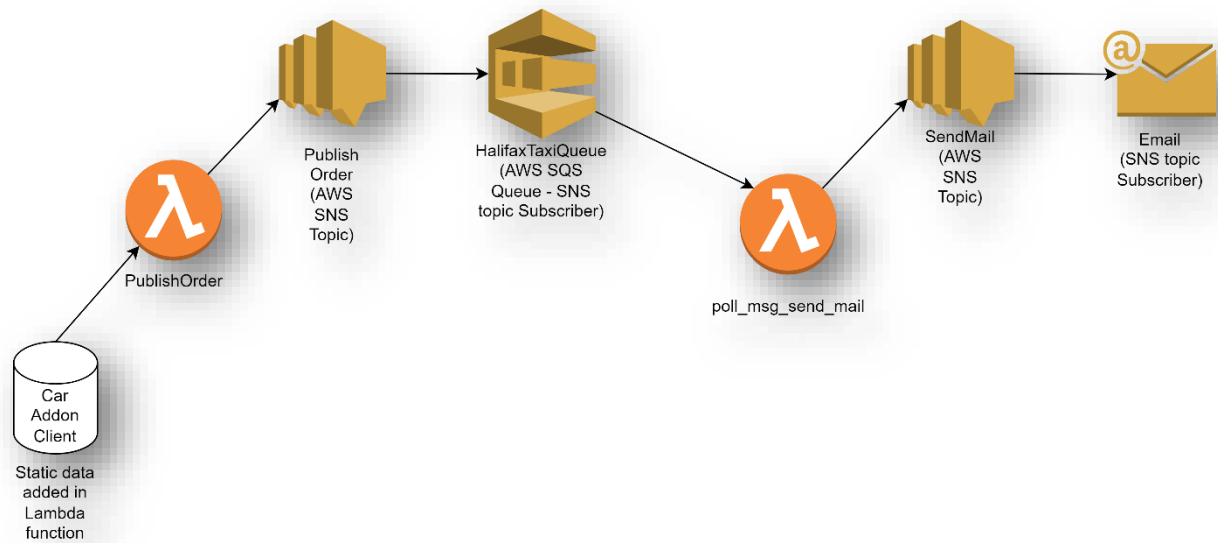 Publish
Order
(AWS
SNS
Topic)
HalifaxTaxiQueue
(AWS SQS
Queue - SNS
topic Subscriber)
SendMail
(AWS
SNS
Topic)
@
Email
(SNS topic
Subscriber)
λ
PublishOrder
λ
poll_msg_send_mail
Car
Addon
Client
Static data
added in
Lambda
function